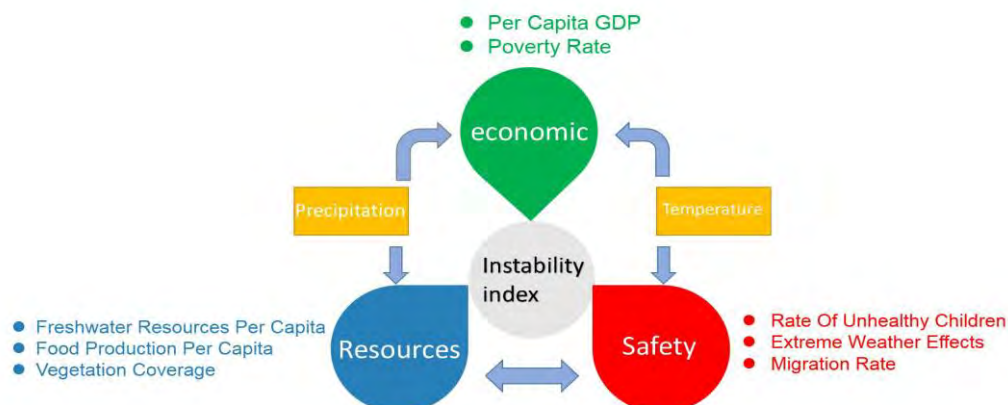 Per Capita GDP
Poverty Rate
economic
Precipitation
Temperature
Instability
index
Freshwater Resources Per Capita
Food Production Per Capita
Vegetation Coverage
Resources
Safety
Rate Of Unhealthy Children
Extreme Weather Effects
Migration Rate